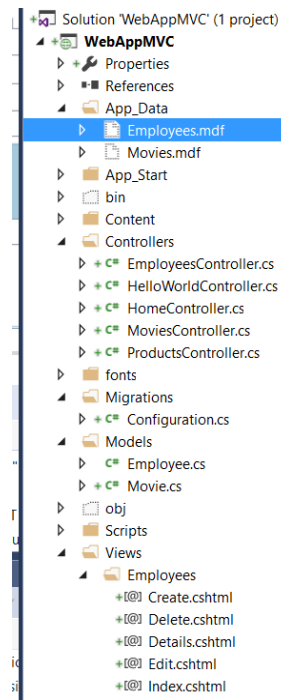 Solution 'WebAppMVC' (1 project)
WebAppMVC
Properties
References
App_Data
Employees.mdf
Movies.mdf
App_Start
bin
Content
Controllers
C# EmployeesController.cs
C# HelloWorldController.cs
C# HomeController.cs
C# MoviesController.cs
C# ProductsController.cs
fonts
Migrations
C# Configuration.cs
Models
C# Employee.cs
C# Movie.cs
obj
Scripts
Views
Employees
[@] Create.cshtml
[@] Delete.cshtml
[@] Details.cshtml
[@] Edit.cshtml
[@] Index.cshtml